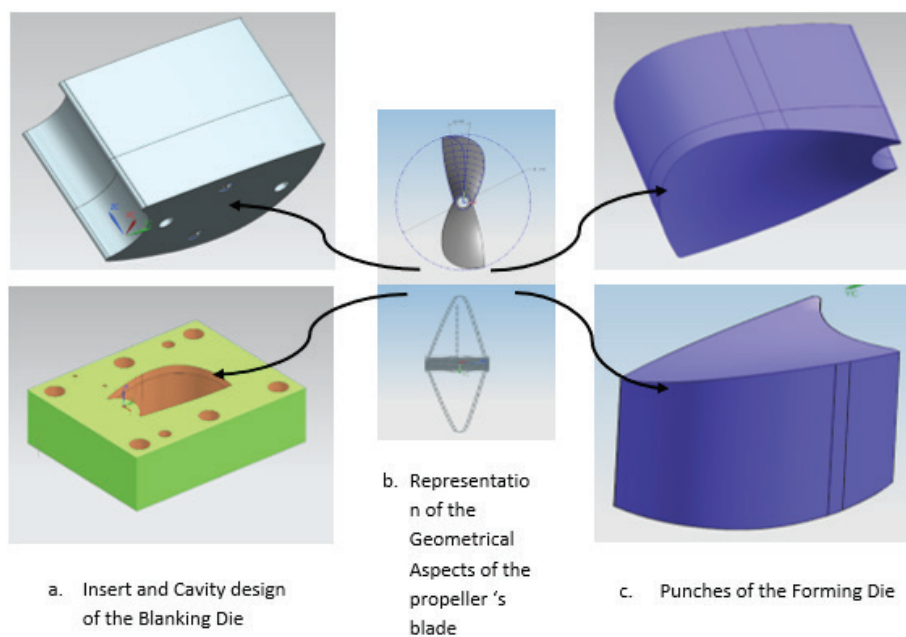 a. Insert and Cavity design
of the Blanking Die
b. Representatio
n of the
Geometrical
Aspects of the
propeller ‘s
blade
c. Punches of the Forming Die